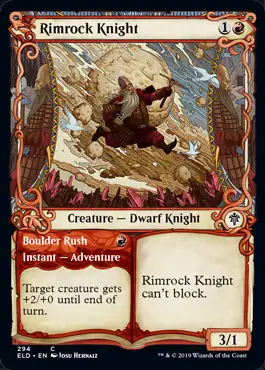 Rimrock Knight 1
Creature — Dwarf Knight
Boulder Rush
Instant — Adventure
Target creature gets
+2/+0 until end of
turn.
Rimrock Knight
can't block.
3/1
294 C
ELD • EN Josu Hernaiz
™ & © 2019 Wizards of the Coast